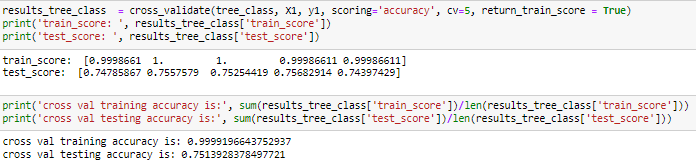 results_tree_class  = cross_validate(tree_class, X1, y1, scoring='accuracy', cv=5, return_train_score = True)
print('train_score: ', results_tree_class['train_score'])
print('test_score: ', results_tree_class['test_score'])
train_score:  [0.9998661  1.         1.         0.99986611 0.99986611]
test_score:  [0.74785867 0.7557579  0.75254419 0.75682914 0.74397429]
print('cross val training accuracy is:', sum(results_tree_class['train_score'])/len(results_tree_class['train_score']))
print('cross val testing accuracy is:', sum(results_tree_class['test_score'])/len(results_tree_class['test_score']))
cross val training accuracy is: 0.9999196643752937
cross val testing accuracy is: 0.7513928378497721